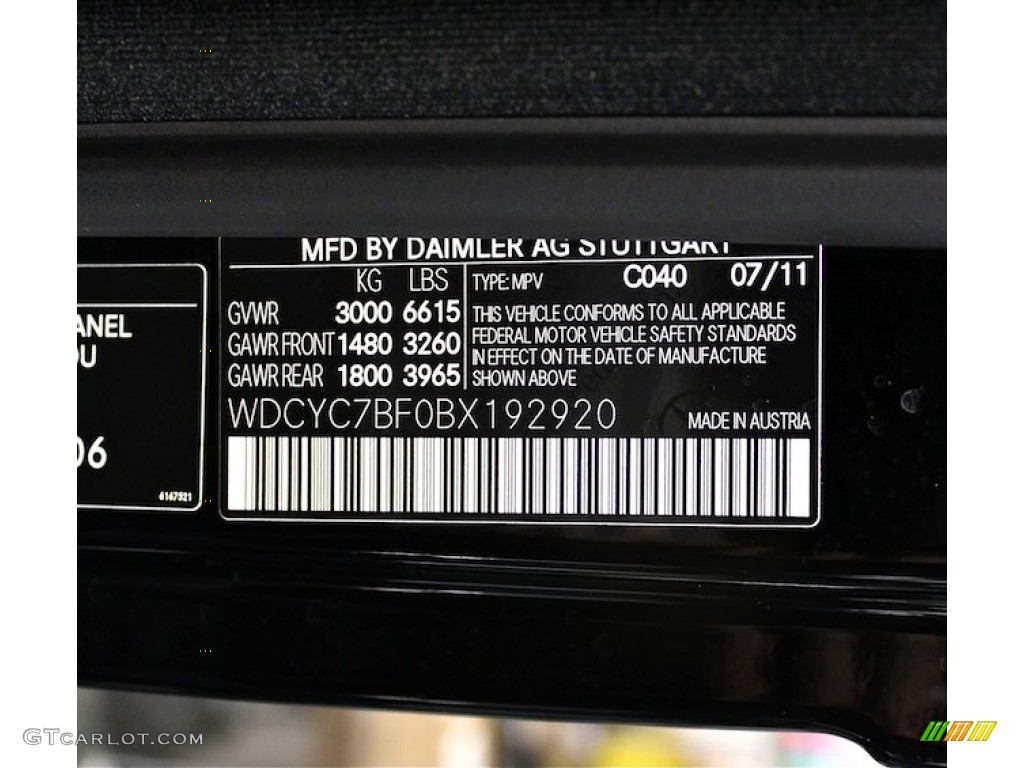 MFD BY DAIMLER AG STUTTGART
KG LBS
GVWR 3000 6615
GAWR FRONT 1480 3260
GAWR REAR 1800 3965
TYPE: MPV C040 07/11
THIS VEHICLE CONFORMS TO ALL APPLICABLE
FEDERAL MOTOR VEHICLE SAFETY STANDARDS
IN EFFECT ON THE DATE OF MANUFACTURE
SHOWN ABOVE
WDCYC7BF0BX192920
MADE IN AUSTRIA
ANEL
OU
06
6167521
GTCARLOT.COM